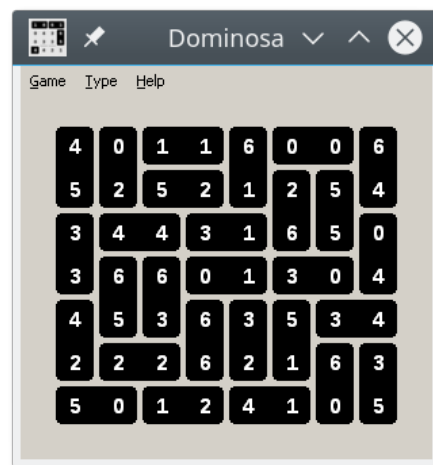 Dominosa
Game Type Help
4 0 1 1 6 0 0 6
5 2 5 2 1 2 5 4
3 4 4 3 1 6 5 0
3 6 6 0 1 3 0 4
4 5 3 6 3 5 3 4
2 2 2 6 2 1 6 3
5 0 1 2 4 1 0 5